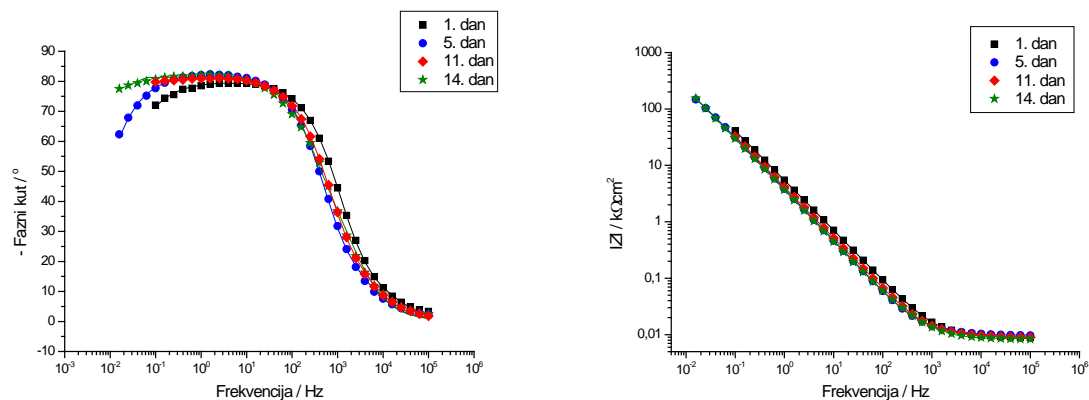 1. dan
5. dan
11. dan
14. dan
90
80
70
60
50
40
30
20
10
0
-10
- Fazni kut / °
10-3 10-2 10-1 100 101 102 103 104 105 106
Frekvencija / Hz
1. dan
5. dan
11. dan
14. dan
1000
100
10
1
0,1
0,01
|Z| / kΩcm2
10-2 10-1 100 101 102 103 104 105 106
Frekvencija / Hz